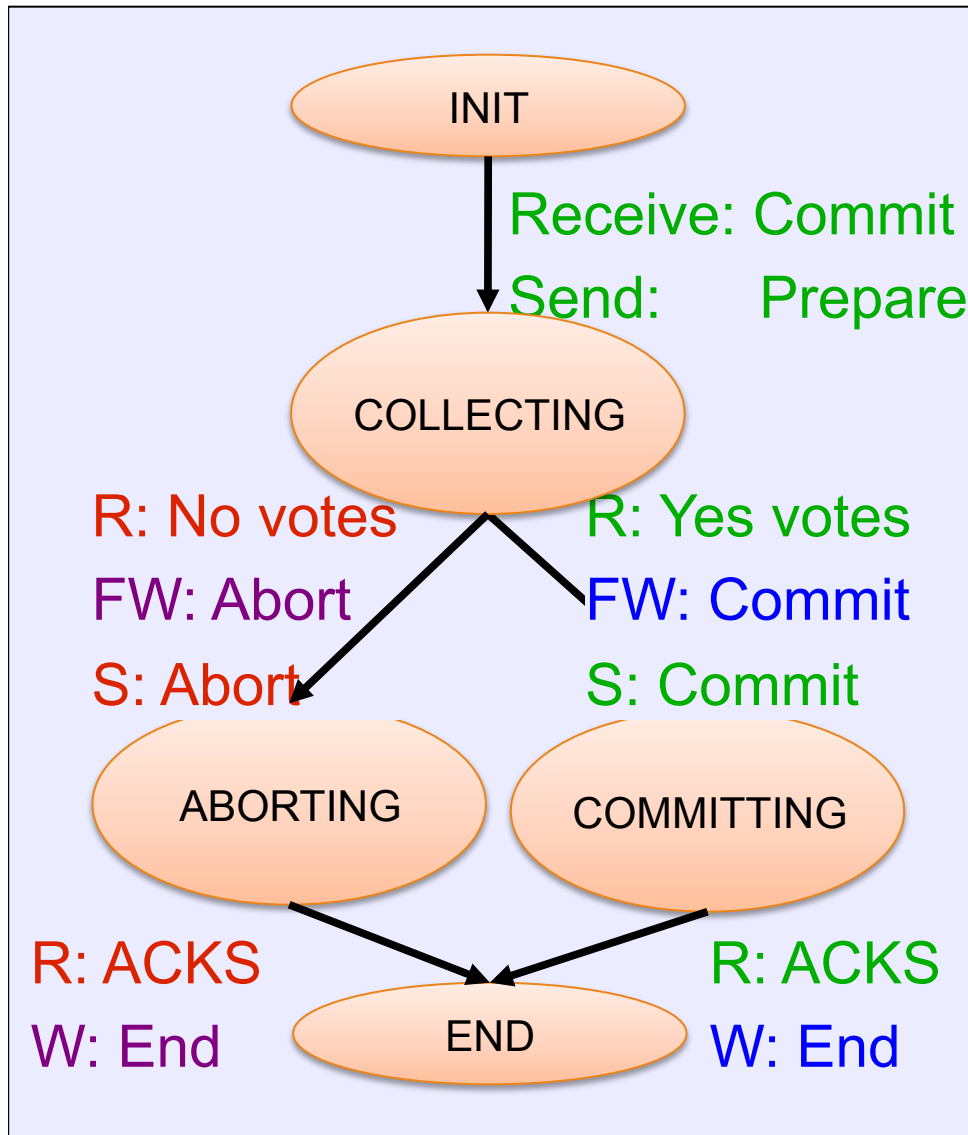 INIT
Receive: Commit
Send: Prepare
COLLECTING
R: No votes
FW: Abort
S: Abort
R: Yes votes
FW: Commit
S: Commit
ABORTING
COMMITTING
R: ACKS
W: End
R: ACKS
W: End
END